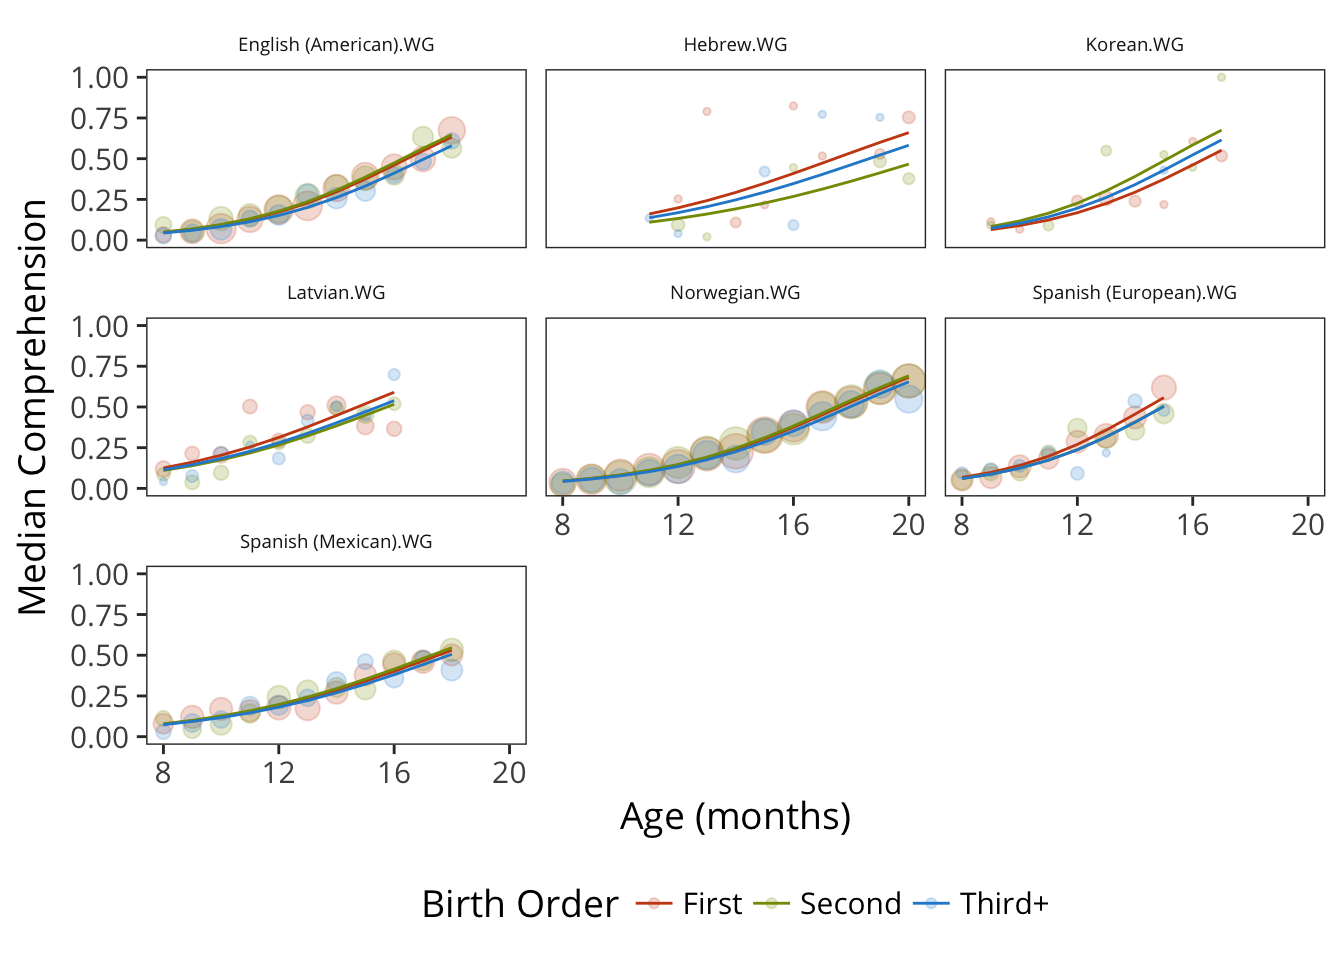 English (American).WG
Hebrew.WG
Korean.WG
1.00
0.75
0.50
0.25
0.00
Latvian.WG
Norwegian.WG
Spanish (European).WG
1.00
0.75
0.50
0.25
0.00
8 12 16 20
8 12 16 20
Spanish (Mexican).WG
1.00
0.75
0.50
0.25
0.00
8 12 16 20
Median Comprehension
Age (months)
Birth Order First Second Third+